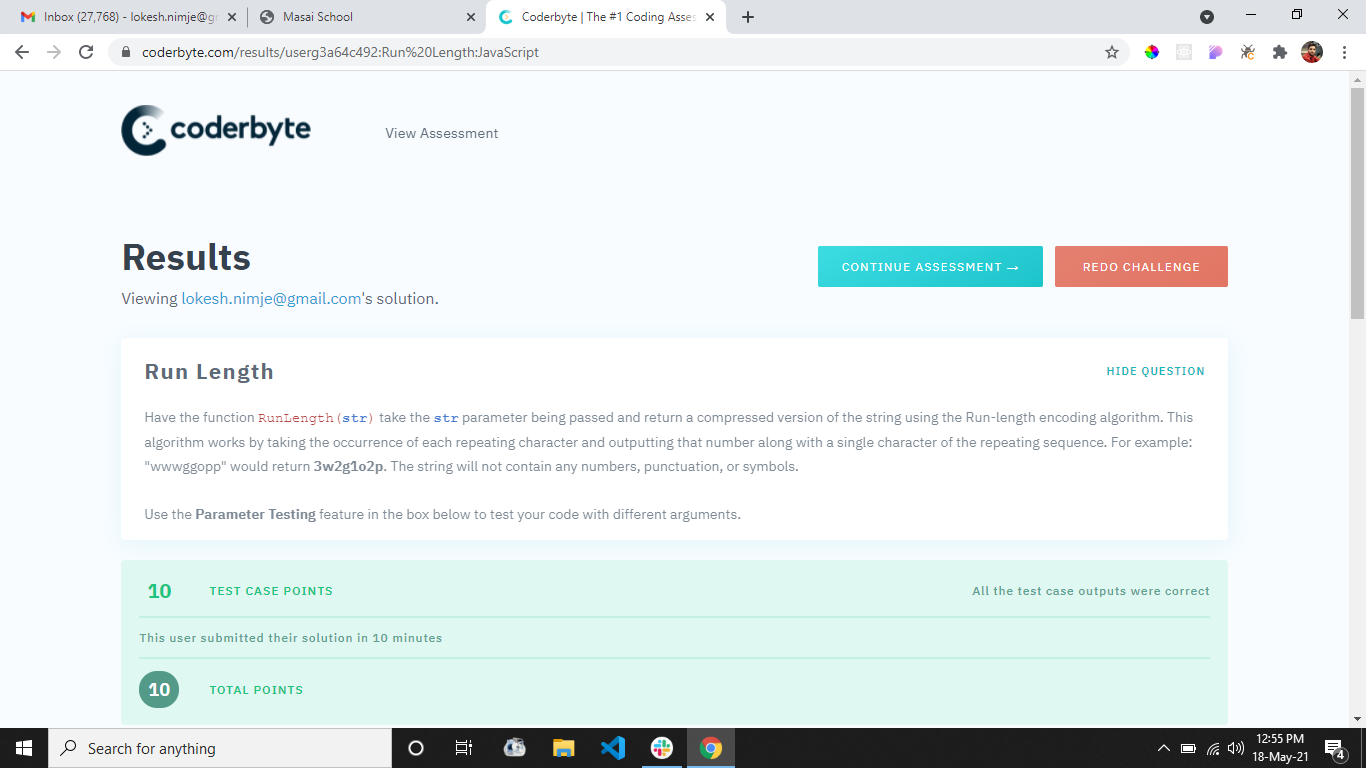 Inbox (27,768) - lokesh.nimje@gr
Masai School
Coderbyte | The #1 Coding Asses
coderbyte.com/results/userg3a64c492:Run%20Length:JavaScript
coderbyte
View Assessment
Results
CONTINUE ASSESSMENT →
REDO CHALLENGE
Viewing lokesh.nimje@gmail.com's solution.
Run Length
HIDE QUESTION
Have the function RunLength(str) take the str parameter being passed and return a compressed version of the string using the Run-length encoding algorithm. This
algorithm works by taking the occurrence of each repeating character and outputting that number along with a single character of the repeating sequence. For example:
"wwwggopp" would return 3w2g1o2p. The string will not contain any numbers, punctuation, or symbols.
Use the Parameter Testing feature in the box below to test your code with different arguments.
10 TEST CASE POINTS
All the test case outputs were correct
This user submitted their solution in 10 minutes
10 TOTAL POINTS
Search for anything
12:55 PM
18-May-21
4